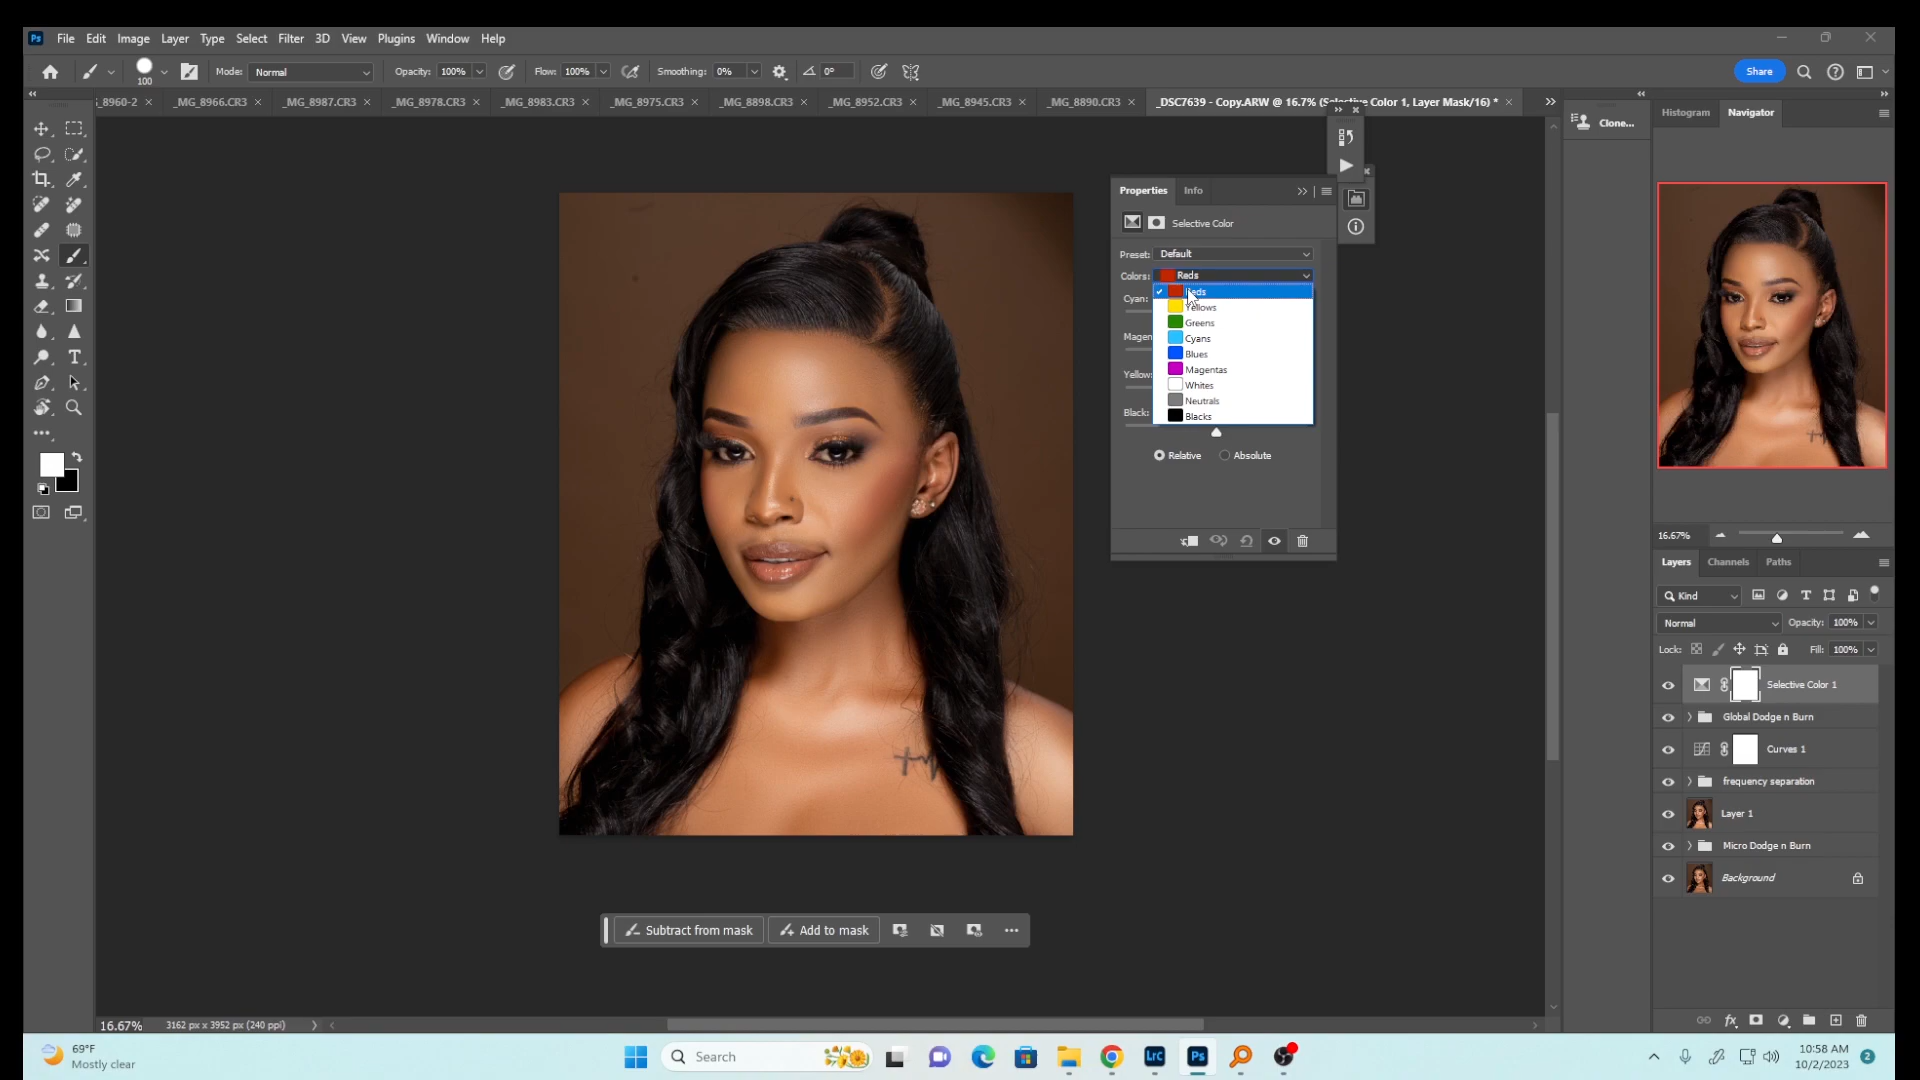 Ps File Edit Image Layer Type Select Filter 3D View Plugins Window Help
100 Mode: Normal Opacity: 100% Flow: 100% Smoothing: 0% 0° Share
_8960-2 × _MG_8966.CR3 × _MG_8987.CR3 × _MG_8978.CR3 × _MG_8983.CR3 × _MG_8975.CR3 × _MG_8898.CR3 × _MG_8952.CR3 × _MG_8945.CR3 × _MG_8890.CR3 × _DSC7639 - Copy.ARW @ 16.7% (Selective Color 1, Layer Mask/16) * ×
Clone...
Histogram Navigator
Properties Info
Selective Color
Preset: Default
Colors: Reds
Reds
Yellows
Greens
Cyans
Blues
Magentas
Whites
Neutrals
Blacks
Cyan:
Magen
Yellow:
Black:
Relative Absolute
16.67%
Layers Channels Paths
Kind
Normal Opacity: 100%
Lock: Fill: 100%
Selective Color 1
Global Dodge n Burn
Curves 1
frequency separation
Layer 1
Micro Dodge n Burn
Background
Subtract from mask Add to mask
16.67% 3162 px x 3952 px (240 ppi)
69°F
Mostly clear
Search
LrC Ps
10:58 AM
10/2/2023
2